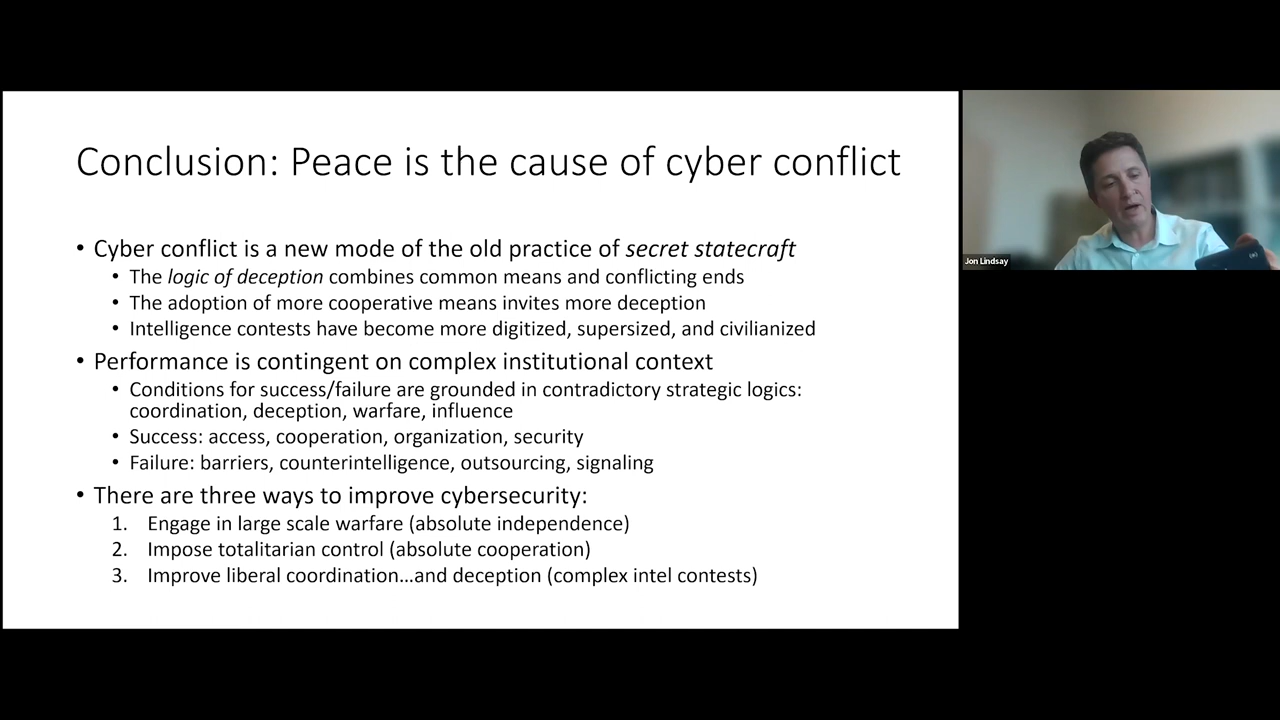 Conclusion: Peace is the cause of cyber conflict
• Cyber conflict is a new mode of the old practice of secret statecraft
• The logic of deception combines common means and conflicting ends
• The adoption of more cooperative means invites more deception
• Intelligence contests have become more digitized, supersized, and civilianized
• Performance is contingent on complex institutional context
• Conditions for success/failure are grounded in contradictory strategic logics:
coordination, deception, warfare, influence
• Success: access, cooperation, organization, security
• Failure: barriers, counterintelligence, outsourcing, signaling
• There are three ways to improve cybersecurity:
1. Engage in large scale warfare (absolute independence)
2. Impose totalitarian control (absolute cooperation)
3. Improve liberal coordination…and deception (complex intel contests)
Jon Lindsay